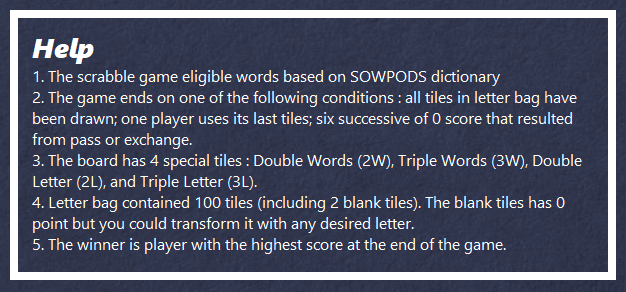 Help
1. The scrabble game eligible words based on SOWPODS dictionary
2. The game ends on one of the following conditions : all tiles in letter bag have
been drawn; one player uses its last tiles; six successive of 0 score that resulted
from pass or exchange.
3. The board has 4 special tiles : Double Words (2W), Triple Words (3W), Double
Letter (2L), and Triple Letter (3L).
4. Letter bag contained 100 tiles (including 2 blank tiles). The blank tiles has 0
point but you could transform it with any desired letter.
5. The winner is player with the highest score at the end of the game.